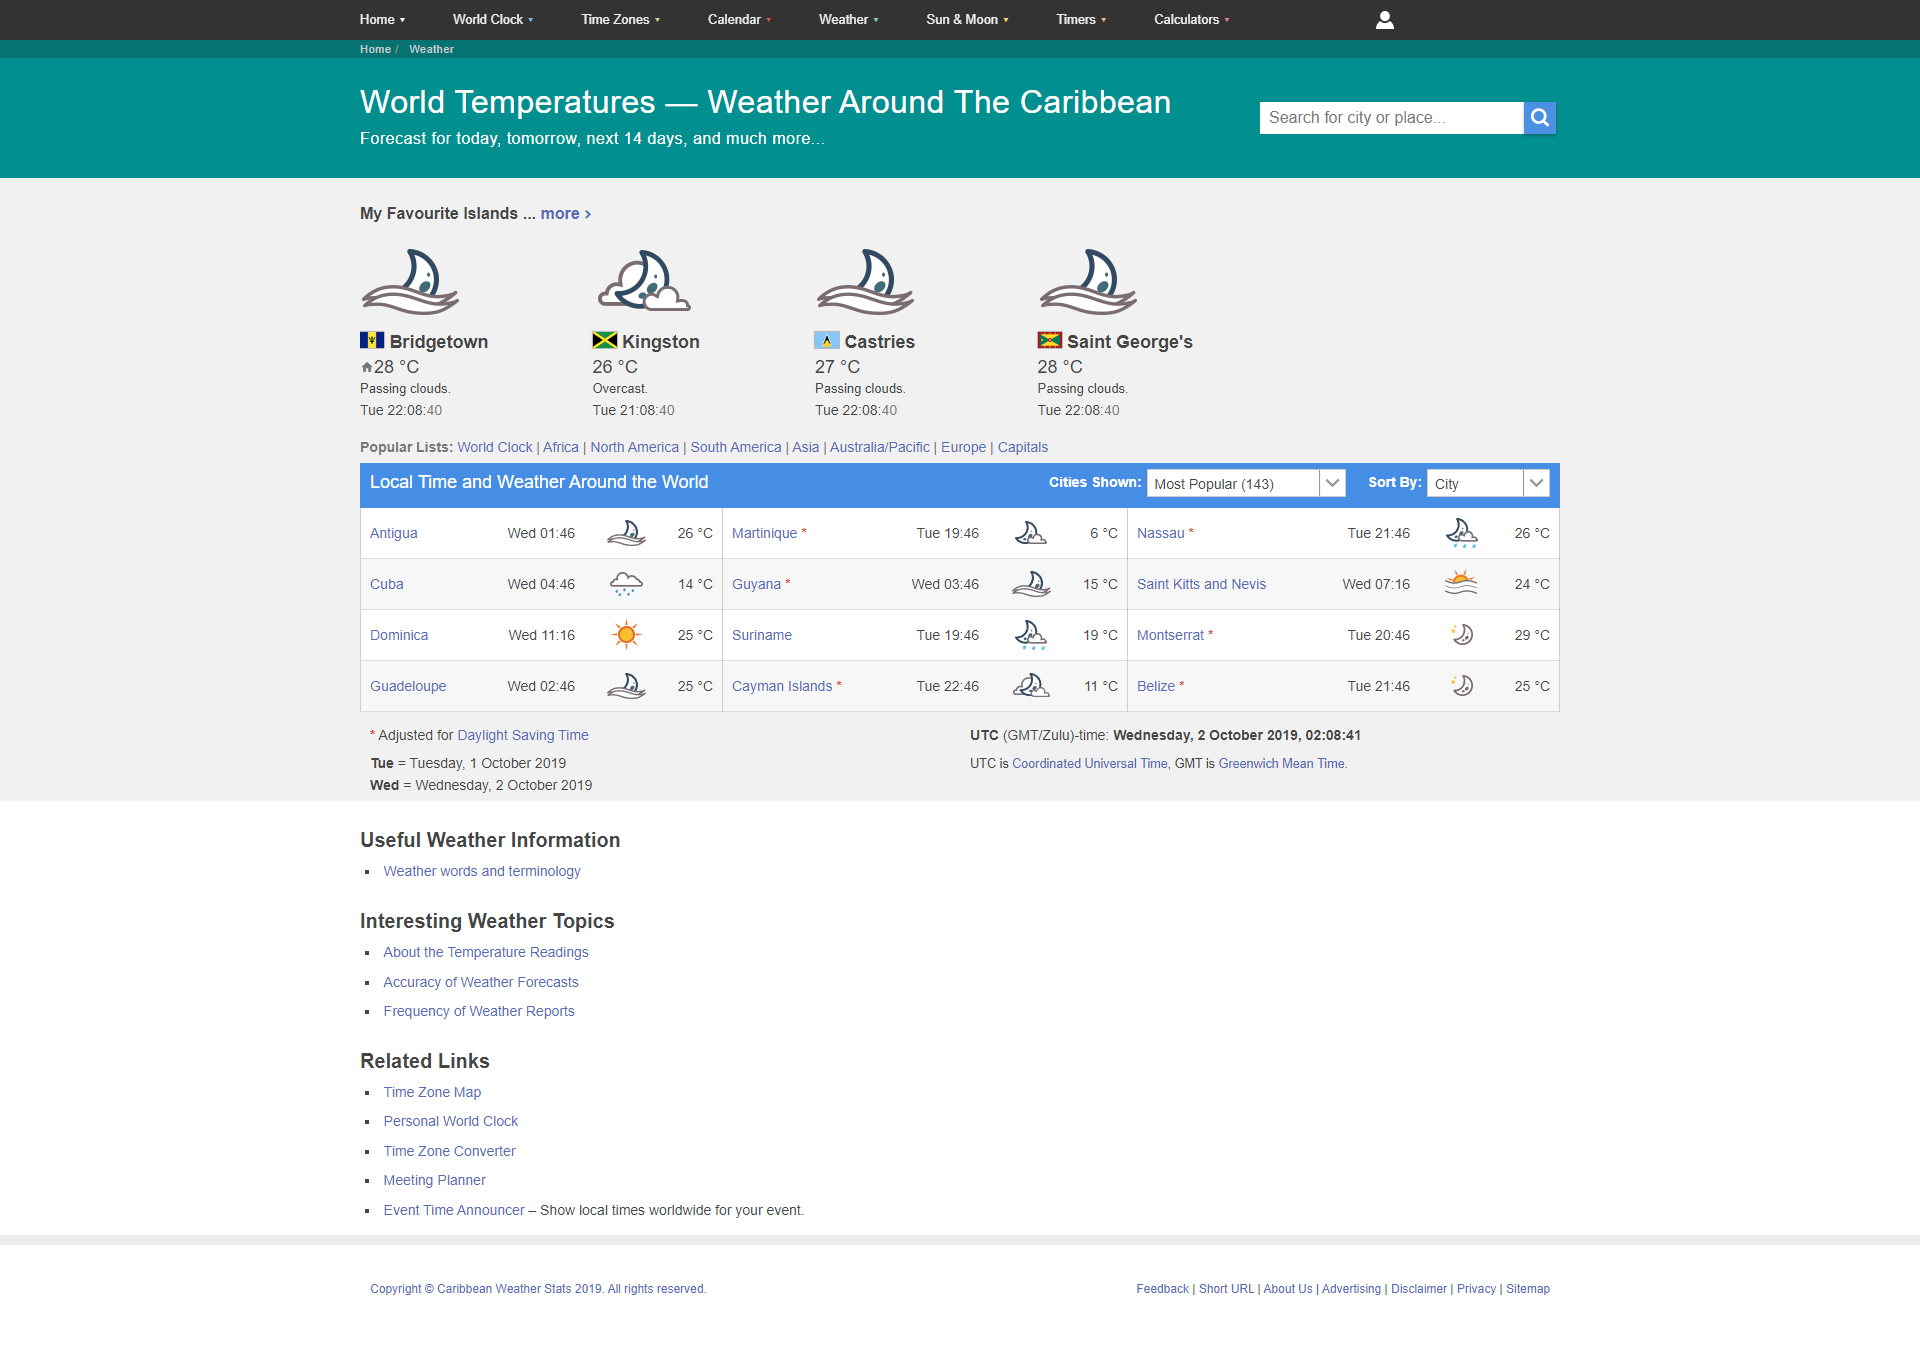 Home World Clock Time Zones Calendar Weather Sun & Moon Timers Calculators
Home / Weather
World Temperatures — Weather Around The Caribbean
Forecast for today, tomorrow, next 14 days, and much more...
Search for city or place...
My Favourite Islands ... more ›
Bridgetown Kingston Castries Saint George's
28 °C 26 °C 27 °C 28 °C
Passing clouds. Overcast. Passing clouds. Passing clouds.
Tue 22:08:40 Tue 21:08:40 Tue 22:08:40 Tue 22:08:40
Popular Lists: World Clock | Africa | North America | South America | Asia | Australia/Pacific | Europe | Capitals
Local Time and Weather Around the World Cities Shown: Most Popular (143) Sort By: City
Antigua Wed 01:46 26 °C Martinique * Tue 19:46 6 °C Nassau * Tue 21:46 26 °C
Cuba Wed 04:46 14 °C Guyana * Wed 03:46 15 °C Saint Kitts and Nevis Wed 07:16 24 °C
Dominica Wed 11:16 25 °C Suriname Tue 19:46 19 °C Montserrat * Tue 20:46 29 °C
Guadeloupe Wed 02:46 25 °C Cayman Islands * Tue 22:46 11 °C Belize * Tue 21:46 25 °C
* Adjusted for Daylight Saving Time UTC (GMT/Zulu)-time: Wednesday, 2 October 2019, 02:08:41
Tue = Tuesday, 1 October 2019 UTC is Coordinated Universal Time, GMT is Greenwich Mean Time.
Wed = Wednesday, 2 October 2019
Useful Weather Information
Weather words and terminology
Interesting Weather Topics
About the Temperature Readings
Accuracy of Weather Forecasts
Frequency of Weather Reports
Related Links
Time Zone Map
Personal World Clock
Time Zone Converter
Meeting Planner
Event Time Announcer – Show local times worldwide for your event.
Copyright © Caribbean Weather Stats 2019. All rights reserved. Feedback | Short URL | About Us | Advertising | Disclaimer | Privacy | Sitemap